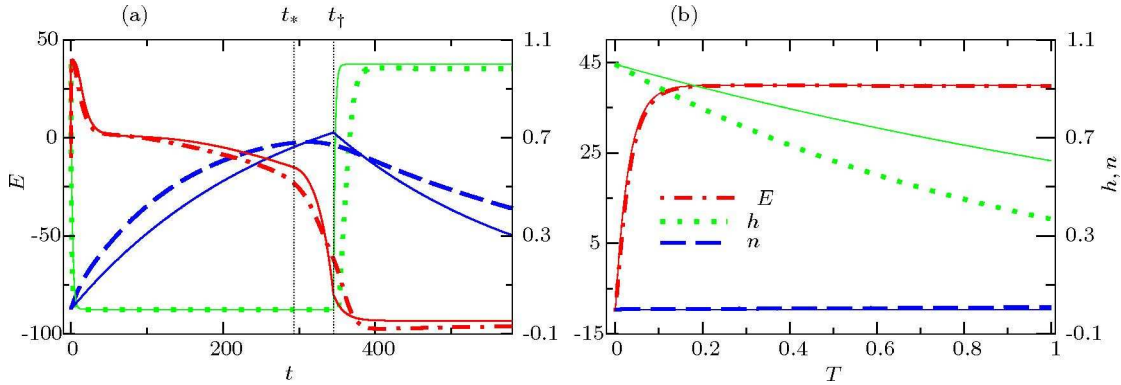 (a) t* t† (b)
50 1.1 45 1.1
0 0.7 25 0.7
E h, n
-50 0.3 5 0.3
-100 -0.1 -15 -0.1
E
h
n
0 200 400 0 0.2 0.4 0.6 0.8 1
t T